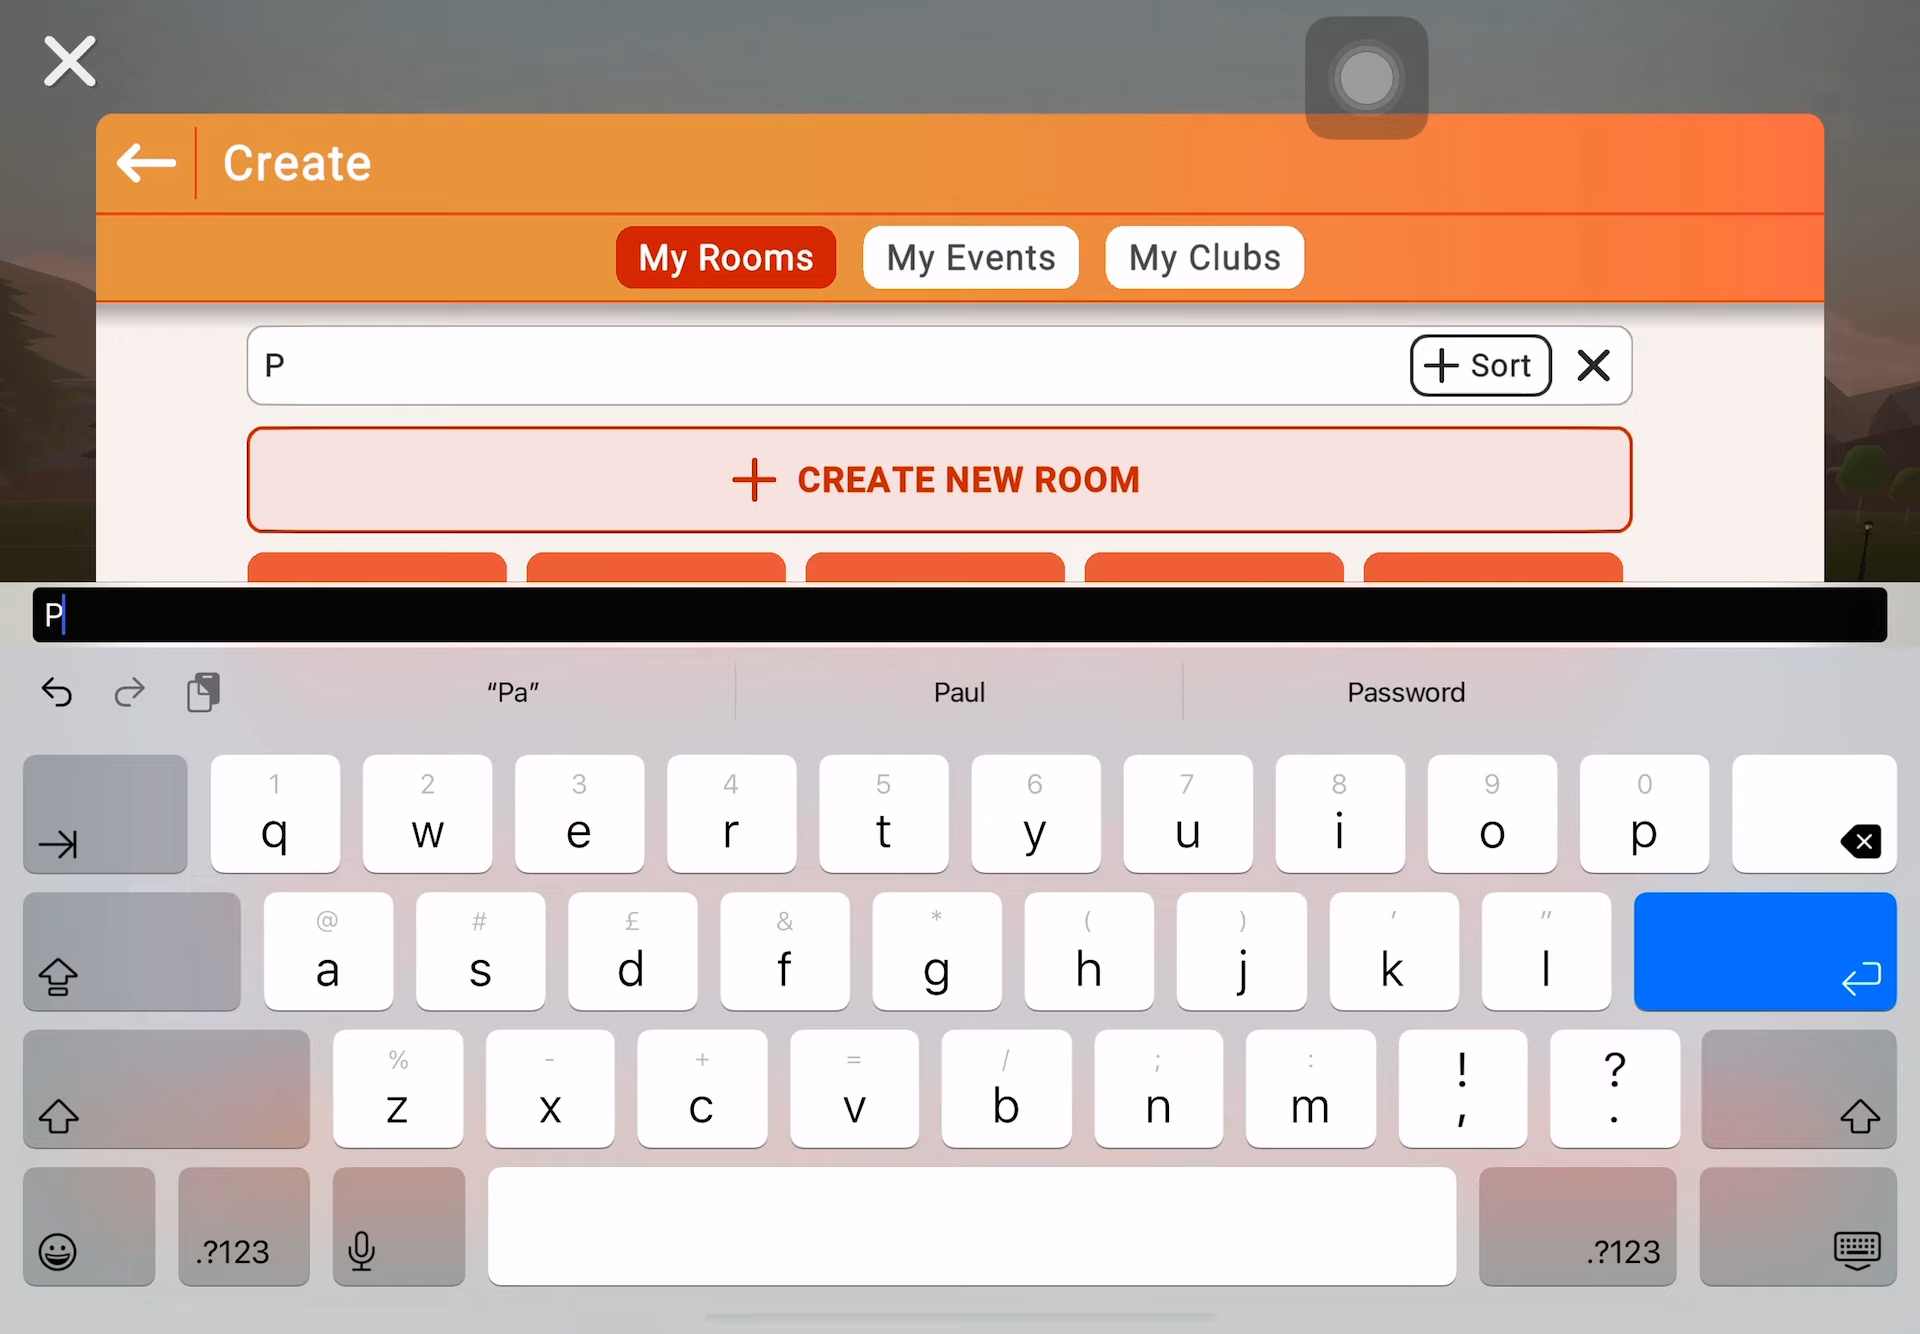 Create
My Rooms My Events My Clubs
P + Sort
+ CREATE NEW ROOM
P
“Pa” Paul Password
1 2 3 4 5 6 7 8 9 0
q w e r t y u i o p
@ # £ & * ( ) ' "
a s d f g h j k l
% - + = / ; : ! ?
z x c v b n m , .
.?123 .?123